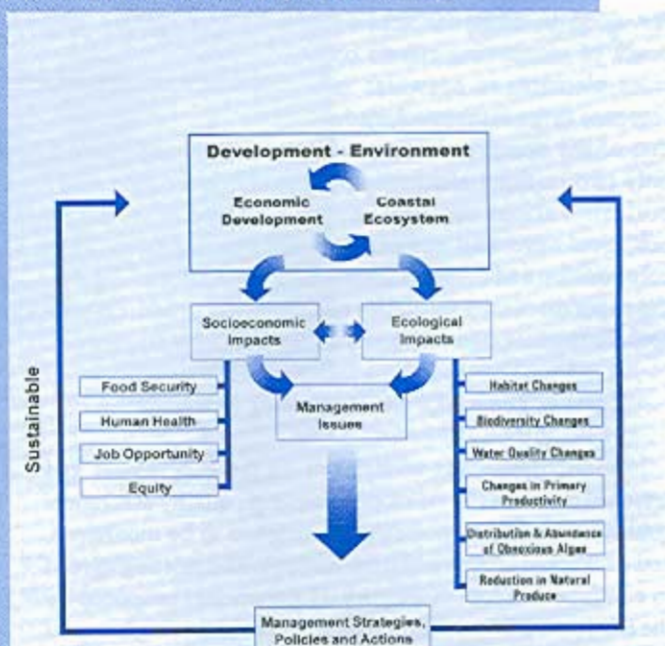 Development - Environment
Economic
Development
Coastal
Ecosystem
Socioeconomic
Impacts
Ecological
Impacts
Management
Issues
Food Security
Human Health
Job Opportunity
Equity
Habitat Changes
Biodiversity Changes
Water Quality Changes
Changes in Primary
Productivity
Distribution & Abundance
of Obnoxious Algae
Reduction in Natural
Produce
Sustainable
Management Strategies,
Policies and Actions